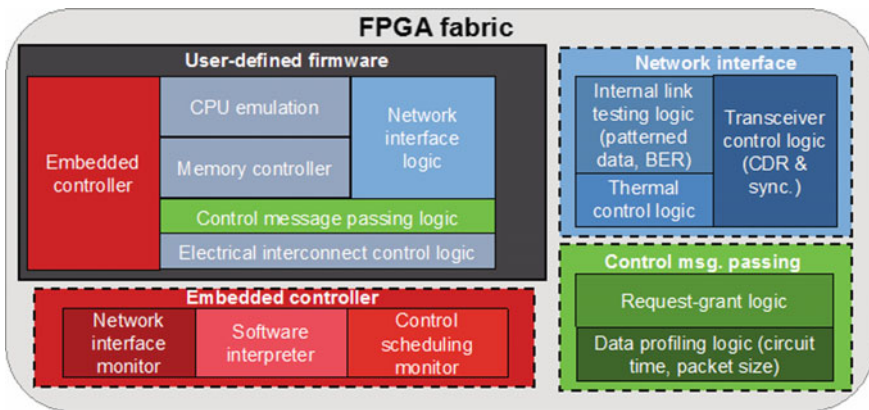 FPGA fabric
User-defined firmware
Embedded
controller
CPU emulation
Memory controller
Network
interface
logic
Control message passing logic
Electrical interconnect control logic
Embedded controller
Network
interface
monitor
Software
interpreter
Control
scheduling
monitor
Network interface
Internal link
testing logic
(patterned
data, BER)
Thermal
control logic
Transceiver
control logic
(CDR &
sync.)
Control msg. passing
Request-grant logic
Data profiling logic (circuit
time, packet size)